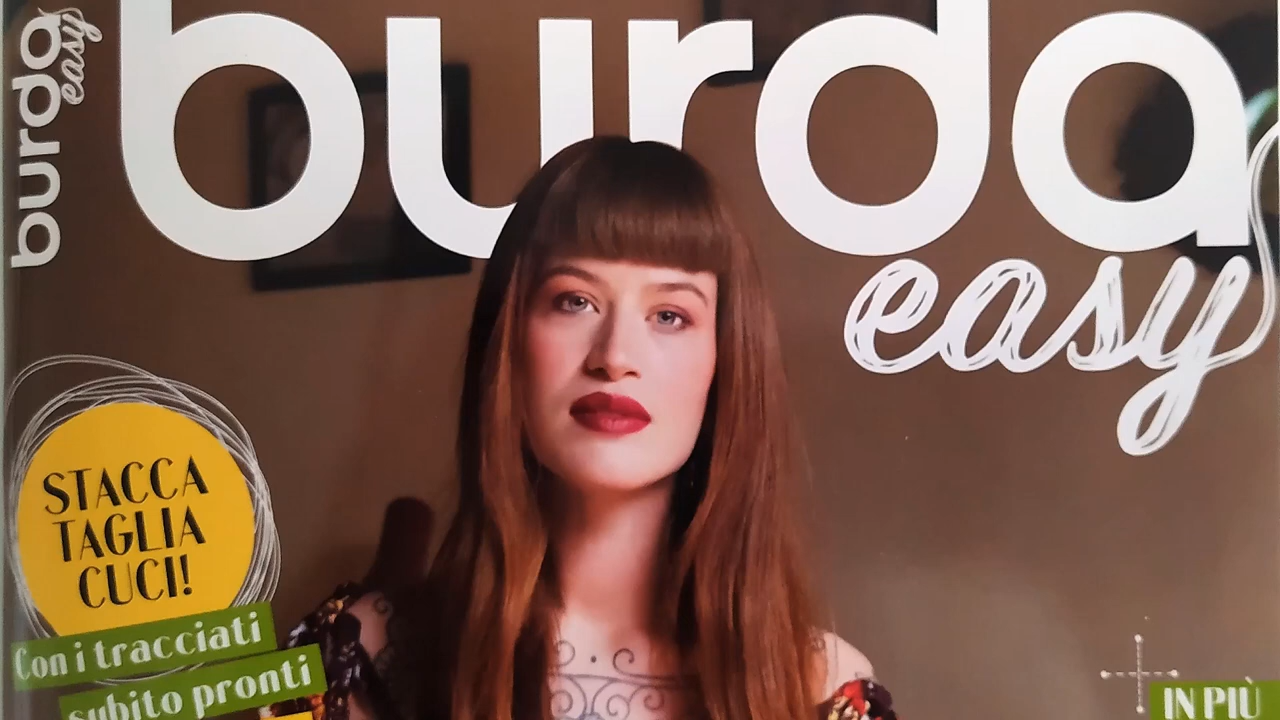 burda easy
burda
easy
STACCA
TAGLIA
CUCI!
Con i tracciati
subito pronti
IN PIÙ